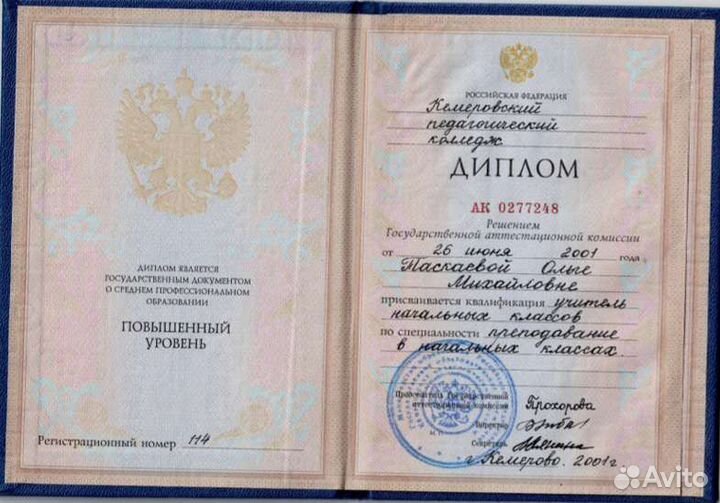 ДИПЛОМ ЯВЛЯЕТСЯ
ГОСУДАРСТВЕННЫМ ДОКУМЕНТОМ
О СРЕДНЕМ ПРОФЕССИОНАЛЬНОМ
ОБРАЗОВАНИИ
ПОВЫШЕННЫЙ
УРОВЕНЬ
Регистрационный номер 114
РОССИЙСКАЯ ФЕДЕРАЦИЯ
Кемеровский
педагогический
колледж
ДИПЛОМ
АК 0277248
Решением
Государственной аттестационной комиссии
от 26 июня 2001 года
Таскаевой Ольге
Михайловне
присваивается квалификация учитель
начальных классов
по специальности преподавание
в начальных классах
Председатель Государственной
аттестационной комиссии Прохорова
Директор
Секретарь
г. Кемерово. 2001г
Avito